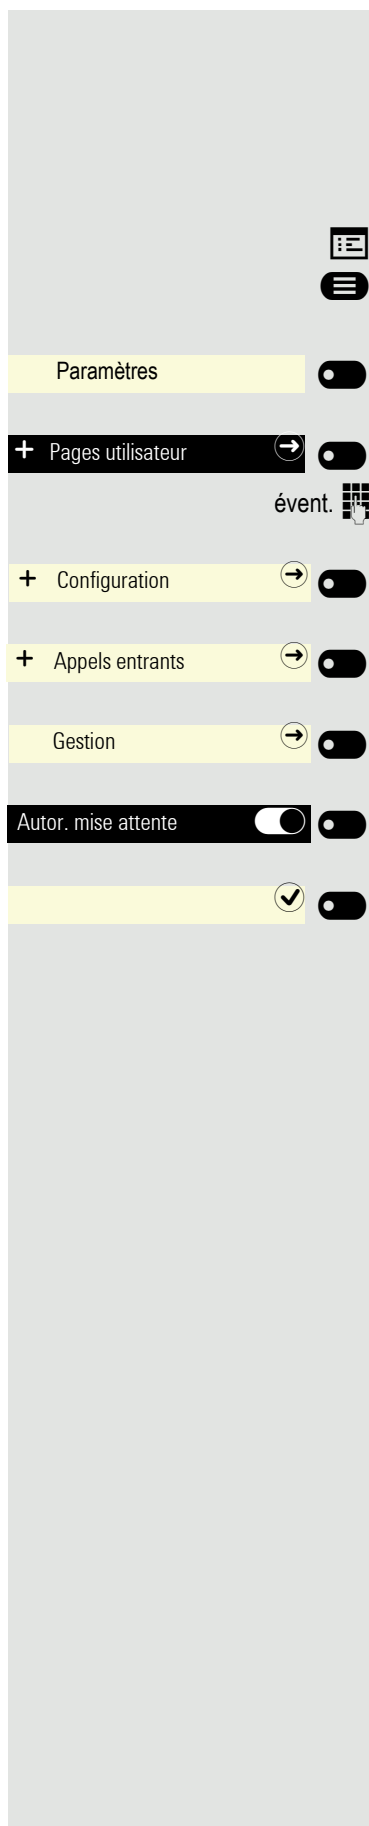 Paramètres
+ Pages utilisateur
évent.
+ Configuration
+ Appels entrants
Gestion
Autor. mise attente